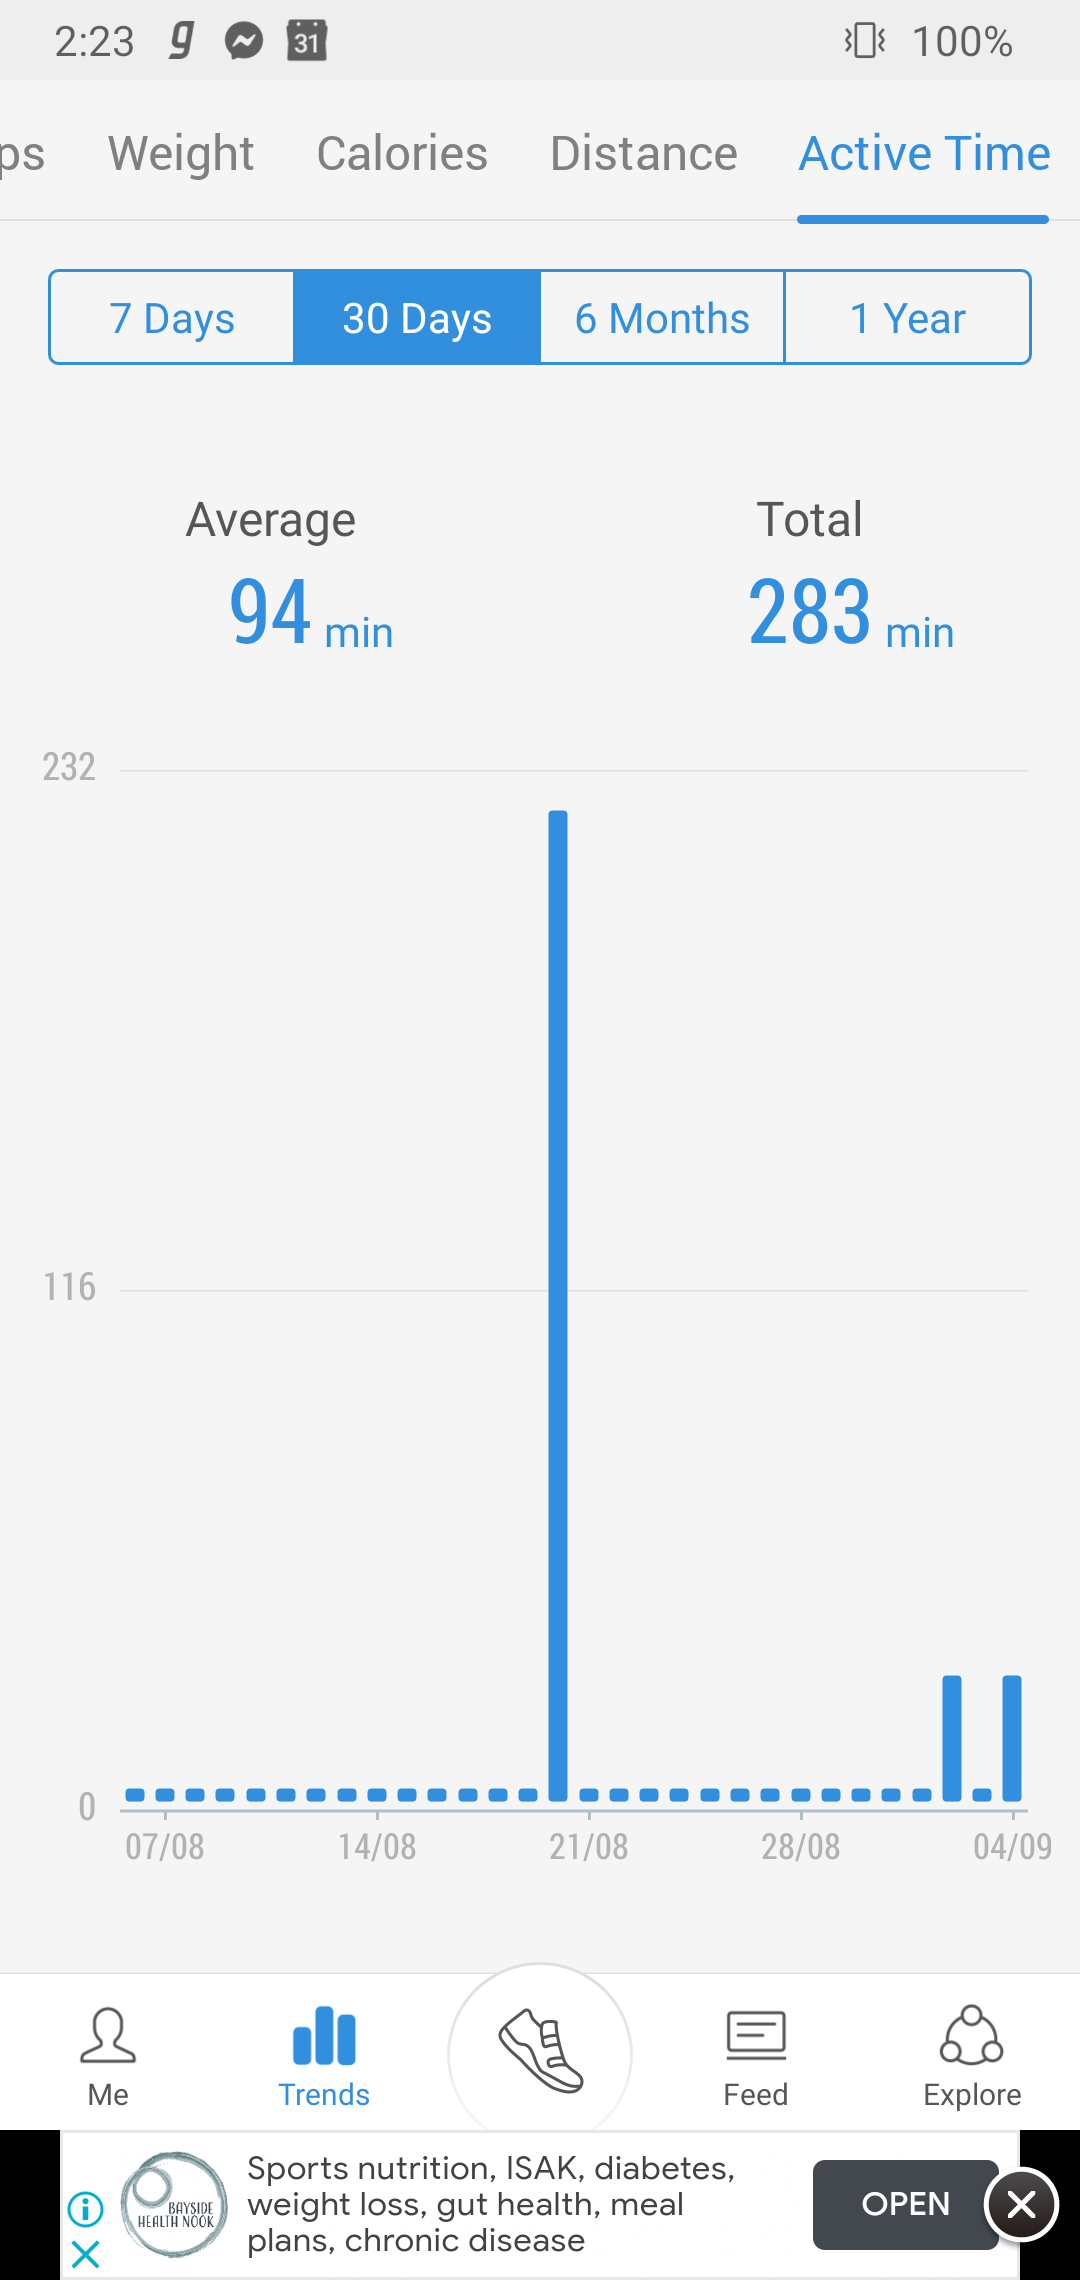 2:23 g 31 100%
ps Weight Calories Distance Active Time
7 Days 30 Days 6 Months 1 Year
Average Total
94 min 283 min
232
116
0
07/08 14/08 21/08 28/08 04/09
Me Trends Feed Explore
BAYSIDE
HEALTH NOOK
Sports nutrition, ISAK, diabetes,
weight loss, gut health, meal
plans, chronic disease
OPEN